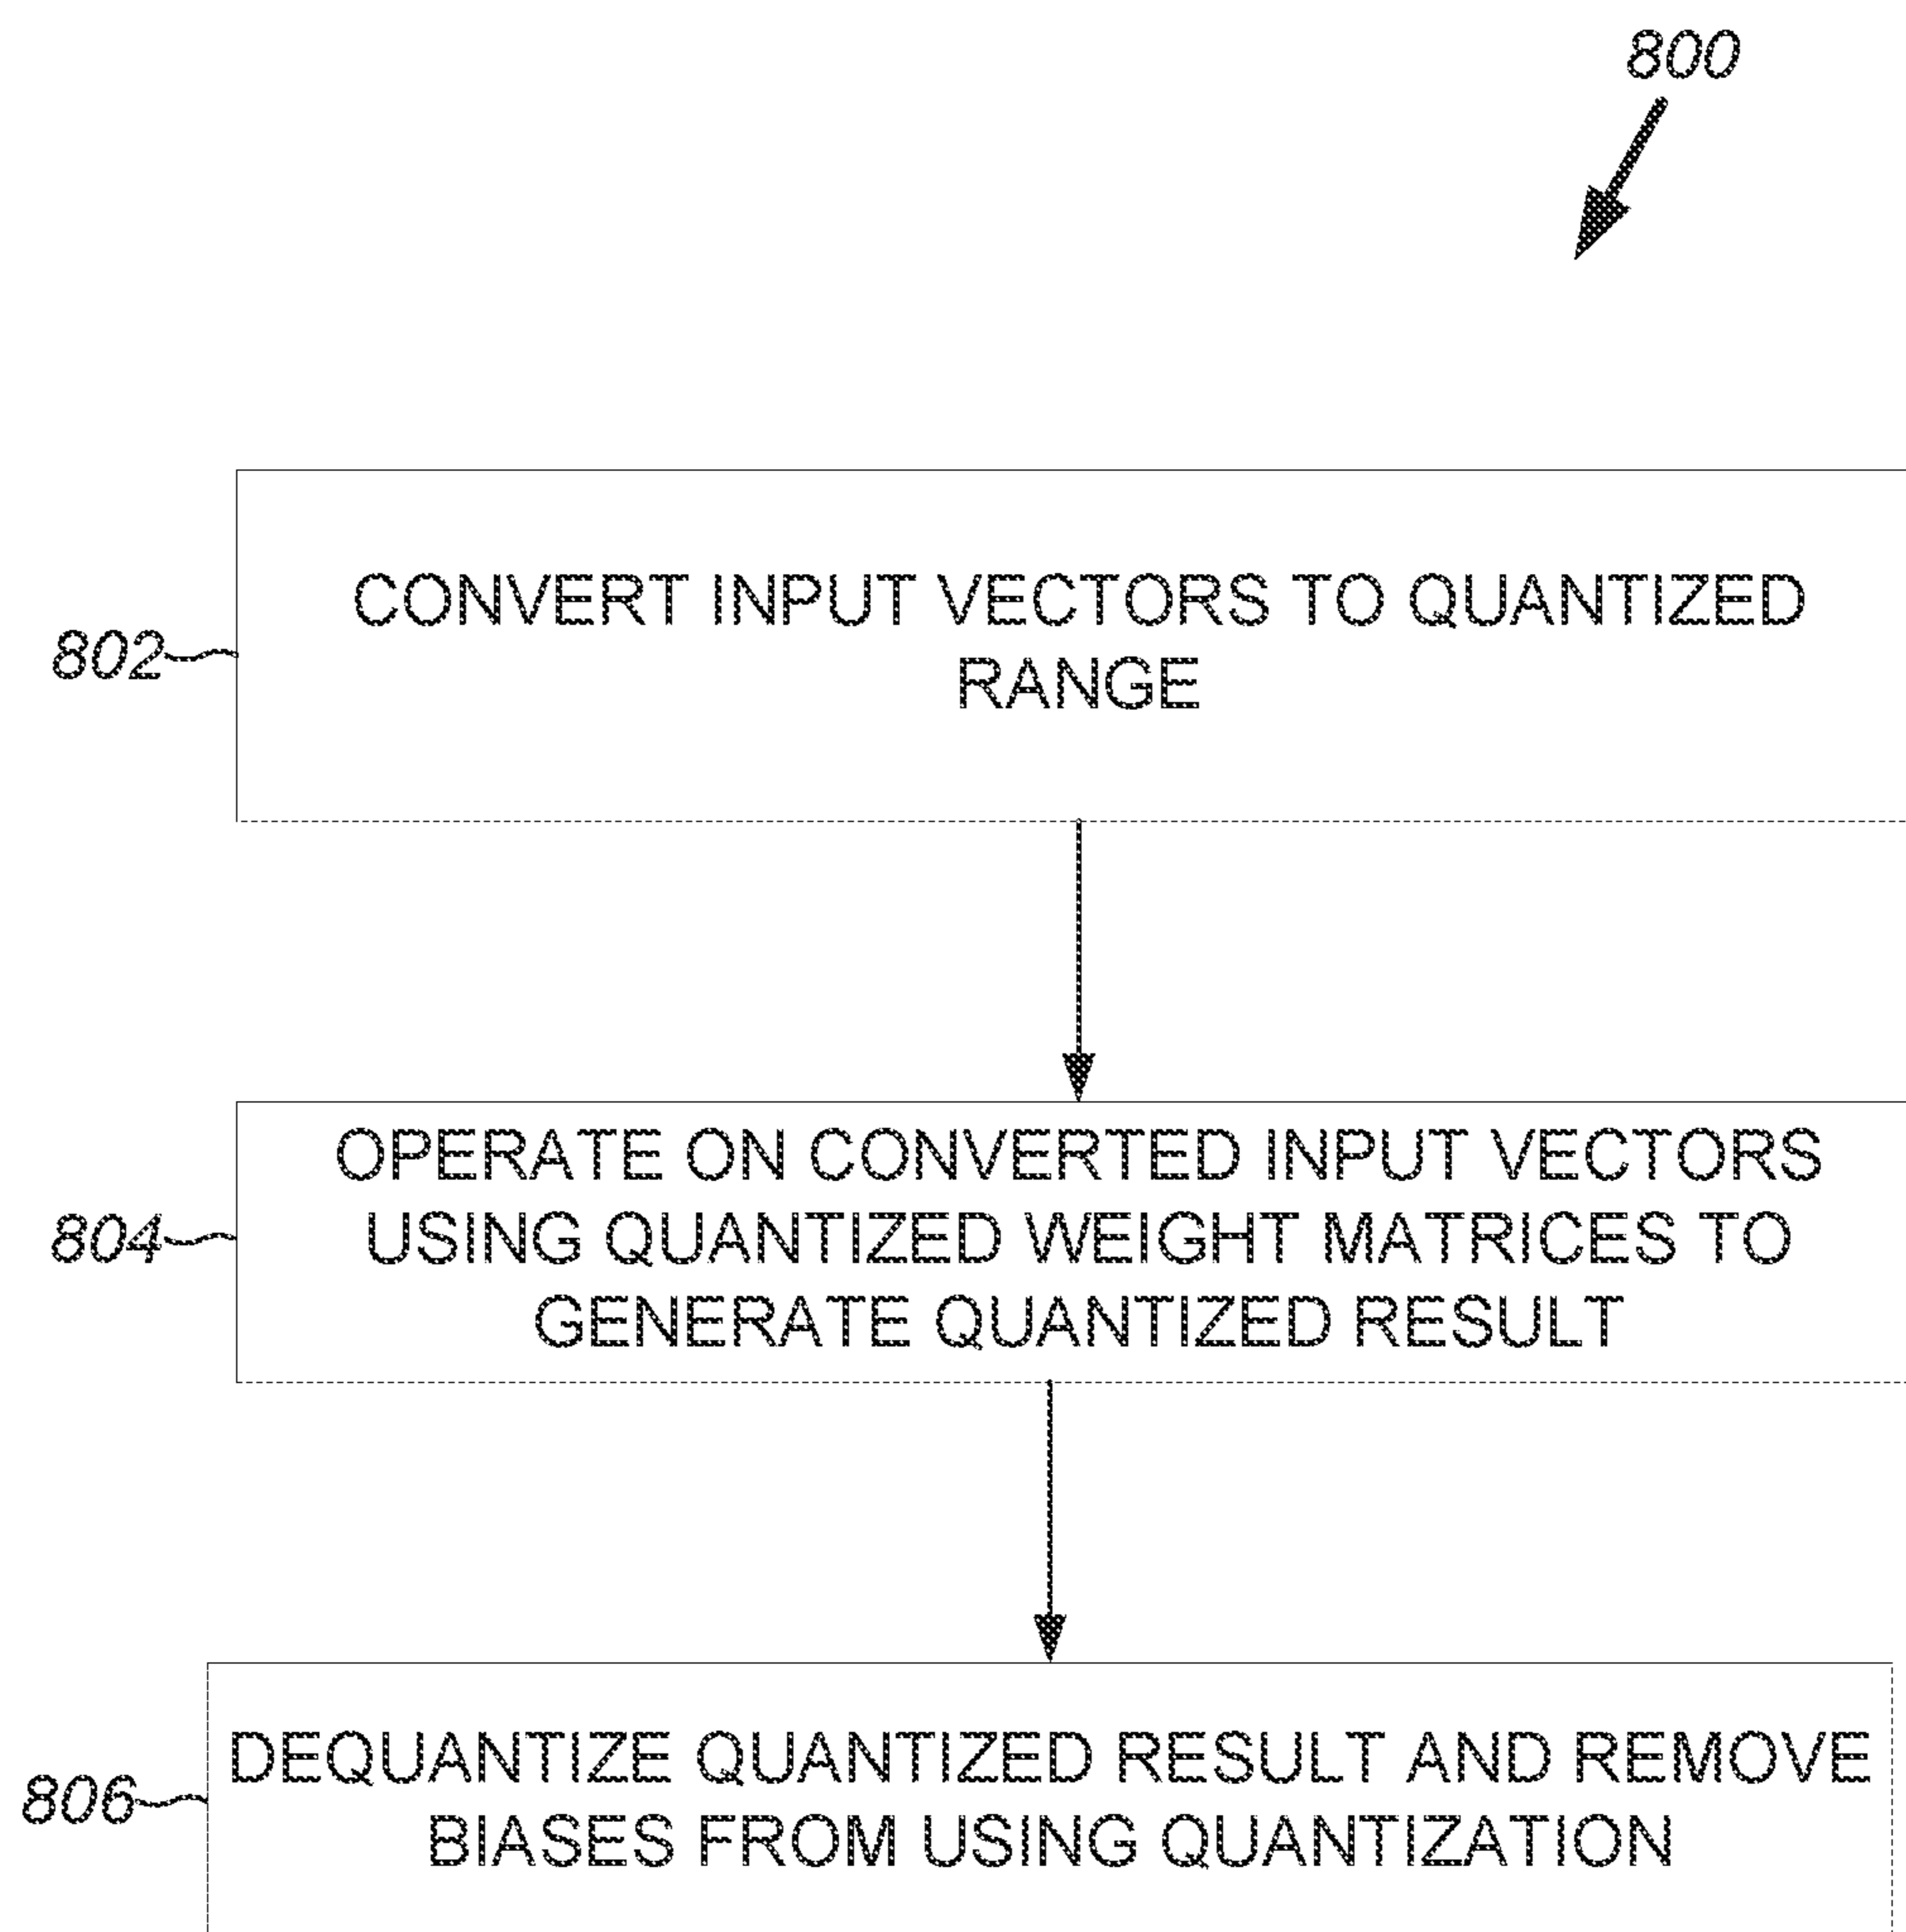 800
CONVERT INPUT VECTORS TO QUANTIZED
RANGE
802
OPERATE ON CONVERTED INPUT VECTORS
USING QUANTIZED WEIGHT MATRICES TO
GENERATE QUANTIZED RESULT
804
DEQUANTIZE QUANTIZED RESULT AND REMOVE
BIASES FROM USING QUANTIZATION
806